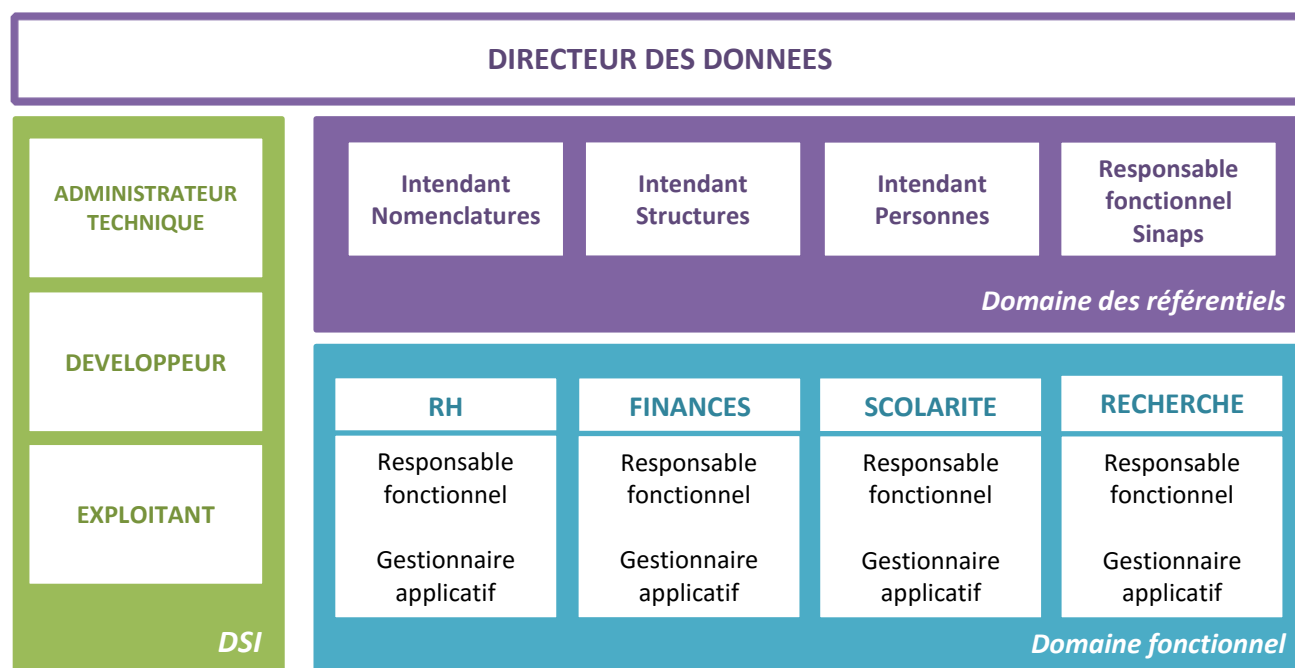 DIRECTEUR DES DONNEES
ADMINISTRATEUR
TECHNIQUE
DEVELOPPEUR
EXPLOITANT
DSI
Intendant
Nomenclatures
Intendant
Structures
Intendant
Personnes
Responsable
fonctionnel
Sinaps
Domaine des référentiels
RH
Responsable
fonctionnel
Gestionnaire
applicatif
FINANCES
Responsable
fonctionnel
Gestionnaire
applicatif
SCOLARITE
Responsable
fonctionnel
Gestionnaire
applicatif
RECHERCHE
Responsable
fonctionnel
Gestionnaire
applicatif
Domaine fonctionnel